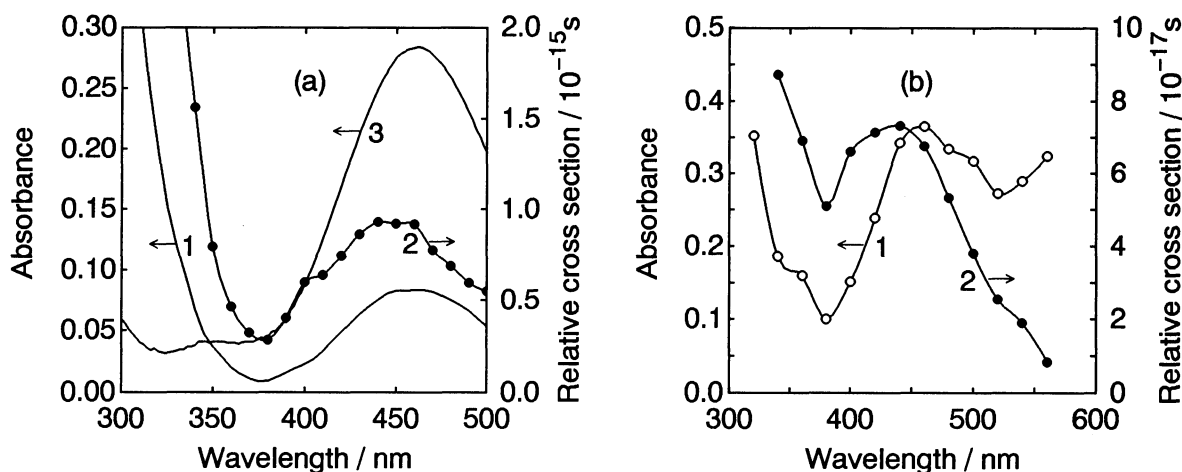 (a)
Absorbance
0.30
0.25
0.20
0.15
0.10
0.05
0.00
300 350 400 450 500
Wavelength / nm
2.0
1.5
1.0
0.5
0.0
Relative cross section / 10⁻¹⁵s
1
2
3
(b)
Absorbance
0.5
0.4
0.3
0.2
0.1
0.0
300 400 500 600
Wavelength / nm
10
8
6
4
2
0
Relative cross section / 10⁻¹⁷s
1
2